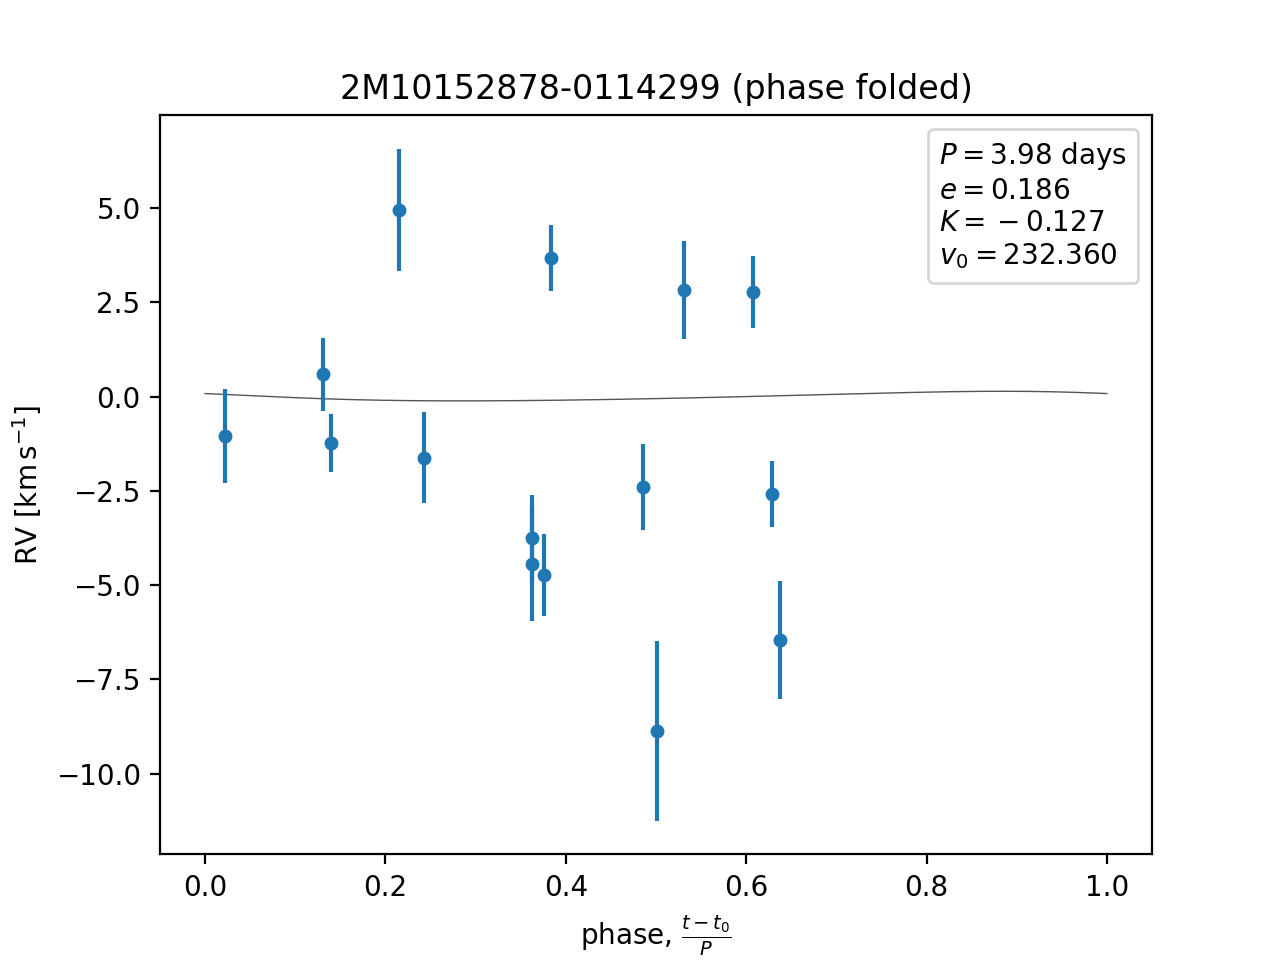 2M10152878-0114299 (phase folded)
P = 3.98 days
e = 0.186
K = −0.127
v₀ = 232.360
5.0
2.5
0.0
−2.5
−5.0
−7.5
−10.0
RV [km s⁻¹]
0.0 0.2 0.4 0.6 0.8 1.0
phase, (t − t₀)/P